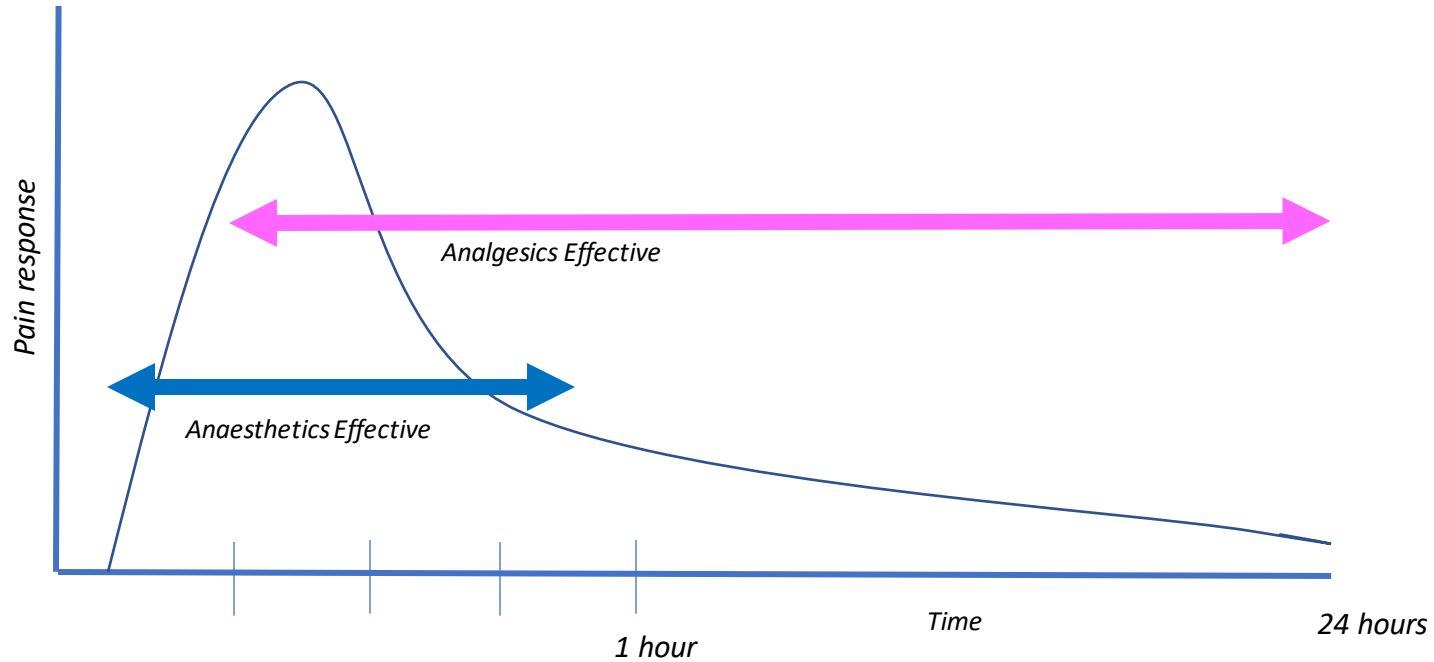 Pain response
Analgesics Effective
Anaesthetics Effective
Time
24 hours
1 hour